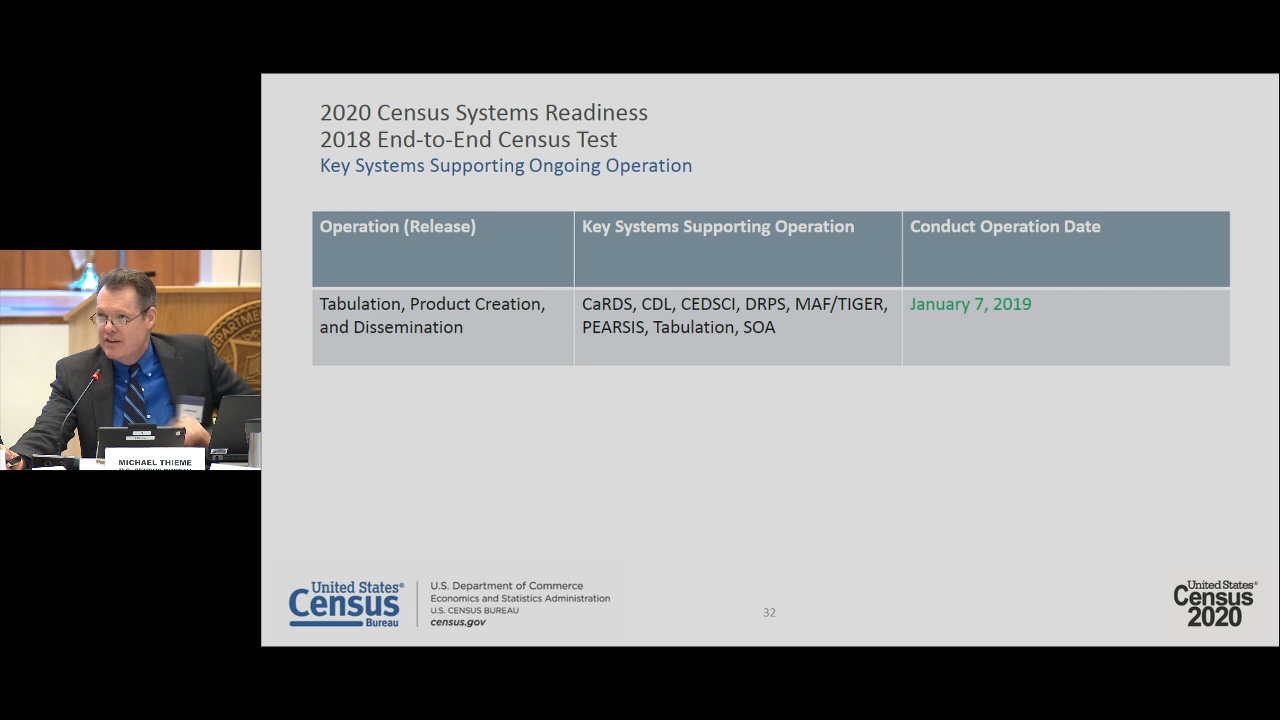 2020 Census Systems Readiness
2018 End-to-End Census Test
Key Systems Supporting Ongoing Operation
Operation (Release)
Key Systems Supporting Operation
Conduct Operation Date
Tabulation, Product Creation,
and Dissemination
CaRDS, CDL, CEDSCI, DRPS, MAF/TIGER,
PEARSIS, Tabulation, SOA
January 7, 2019
MICHAEL THIEME
United States®
Census
Bureau
U.S. Department of Commerce
Economics and Statistics Administration
U.S. CENSUS BUREAU
census.gov
32
United States®
Census
2020